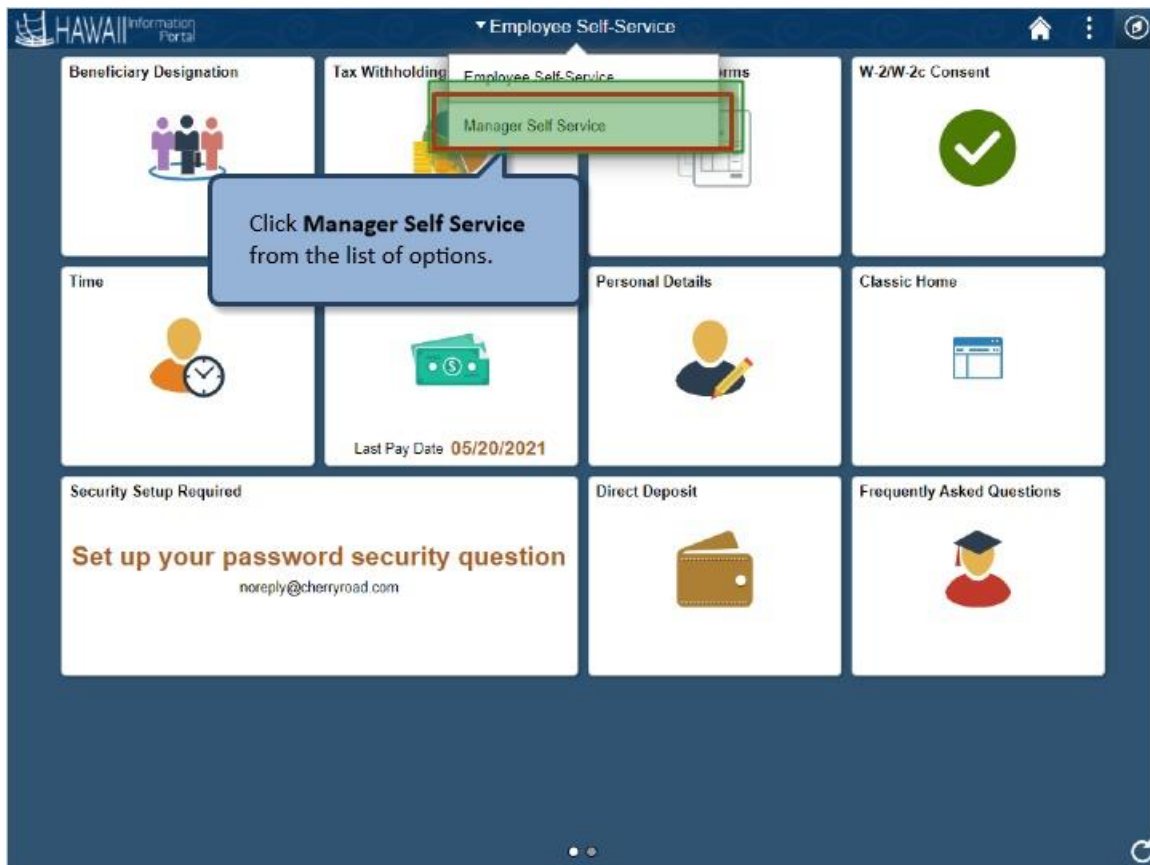 HAWAII Information
Portal
Employee Self-Service
Beneficiary Designation
Tax Withholding
Employee Self-Service
Manager Self Service
W-2/W-2c Consent
Click Manager Self Service
from the list of options.
Time
Personal Details
Classic Home
Last Pay Date 05/20/2021
Security Setup Required
Set up your password security question
noreply@cherryroad.com
Direct Deposit
Frequently Asked Questions